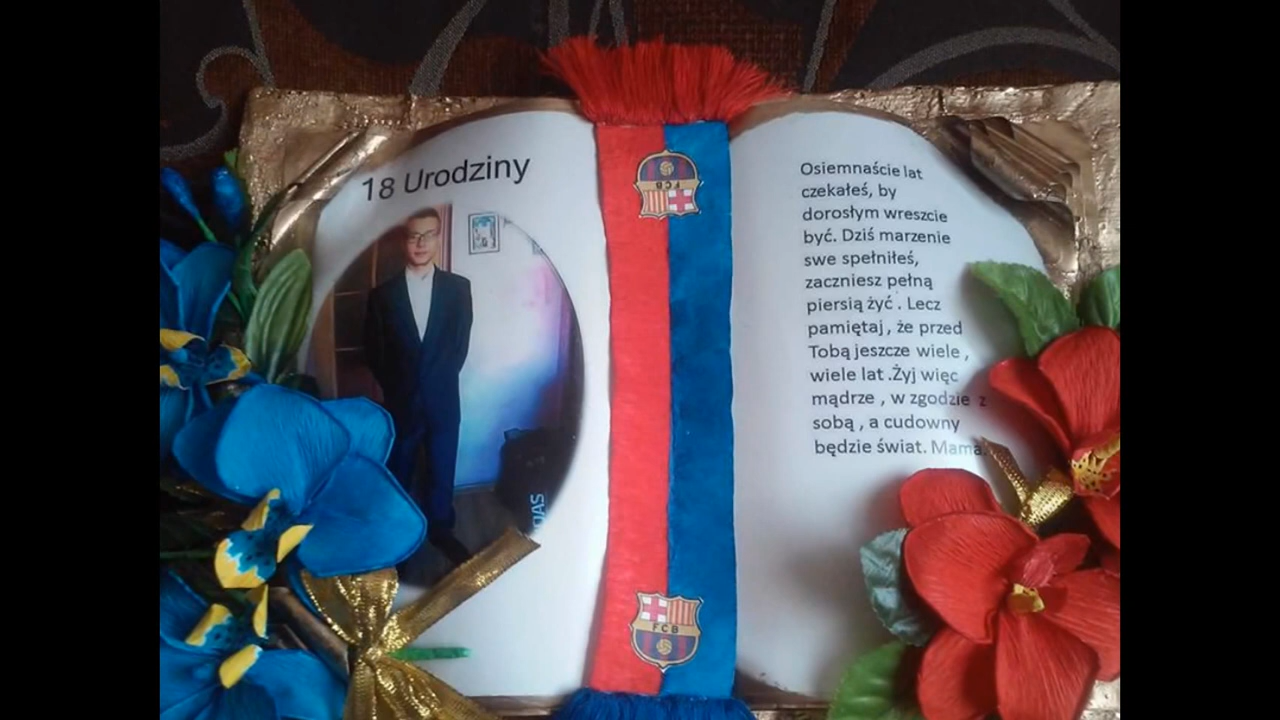 18 Urodziny
FCB
FCB
DAS
Osiemnaście lat
czekałeś, by
dorosłym wreszcie
być. Dziś marzenie
swe spełniłeś,
zaczniesz pełną
piersią żyć . Lecz
pamiętaj , że przed
Tobą jeszcze wiele ,
wiele lat .Żyj więc
mądrze , w zgodzie z
sobą , a cudowny
będzie świat. Mama.